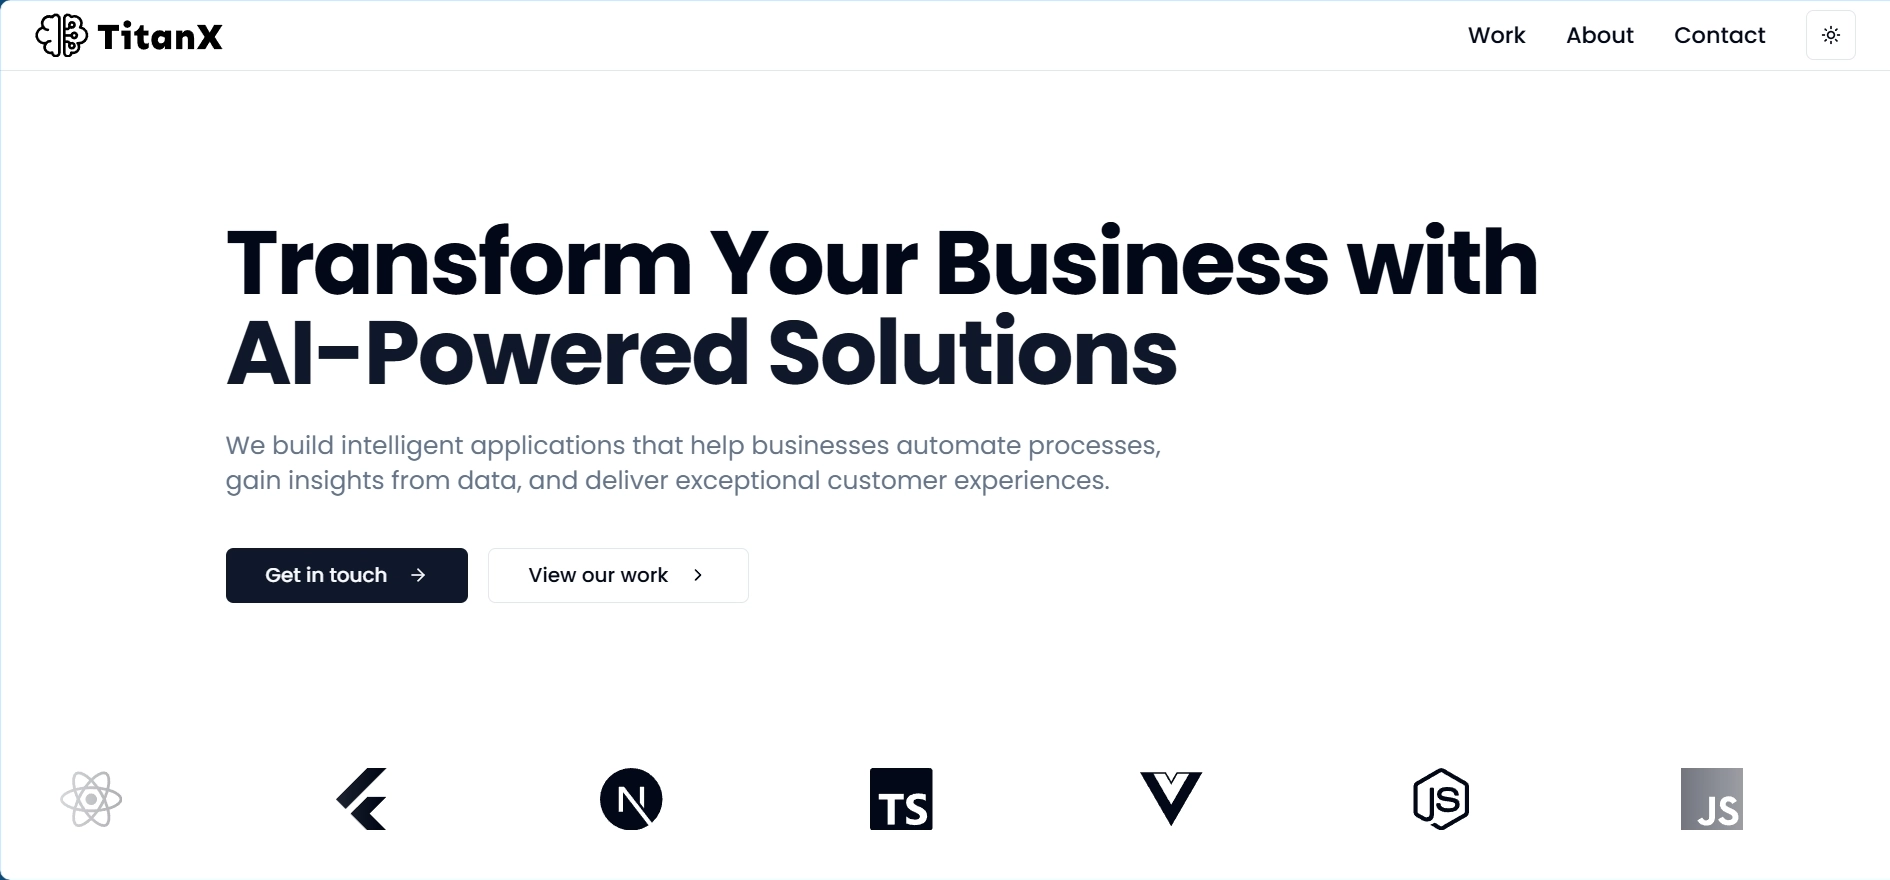 TitanX
Work
About
Contact
Transform Your Business with
AI-Powered Solutions
We build intelligent applications that help businesses automate processes,
gain insights from data, and deliver exceptional customer experiences.
Get in touch
View our work
N
TS
JS
JS